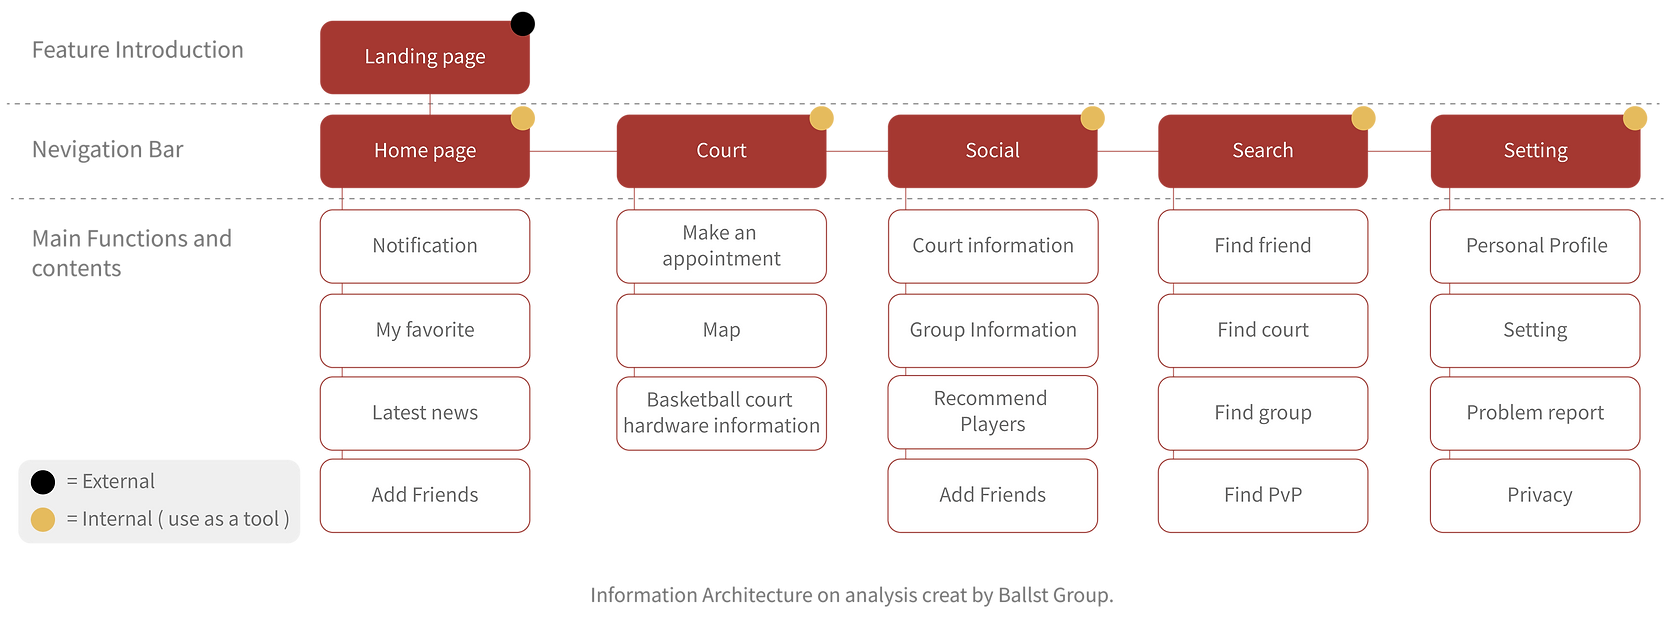 Feature Introduction
Landing page
Nevigation Bar
Home page
Court
Social
Search
Setting
Main Functions and
contents
Notification
My favorite
Latest news
Add Friends
Make an
appointment
Map
Basketball court
hardware information
Court information
Group Information
Recommend
Players
Add Friends
Find friend
Find court
Find group
Find PvP
Personal Profile
Setting
Problem report
Privacy
= External
= Internal ( use as a tool )
Information Architecture on analysis creat by Ballst Group.